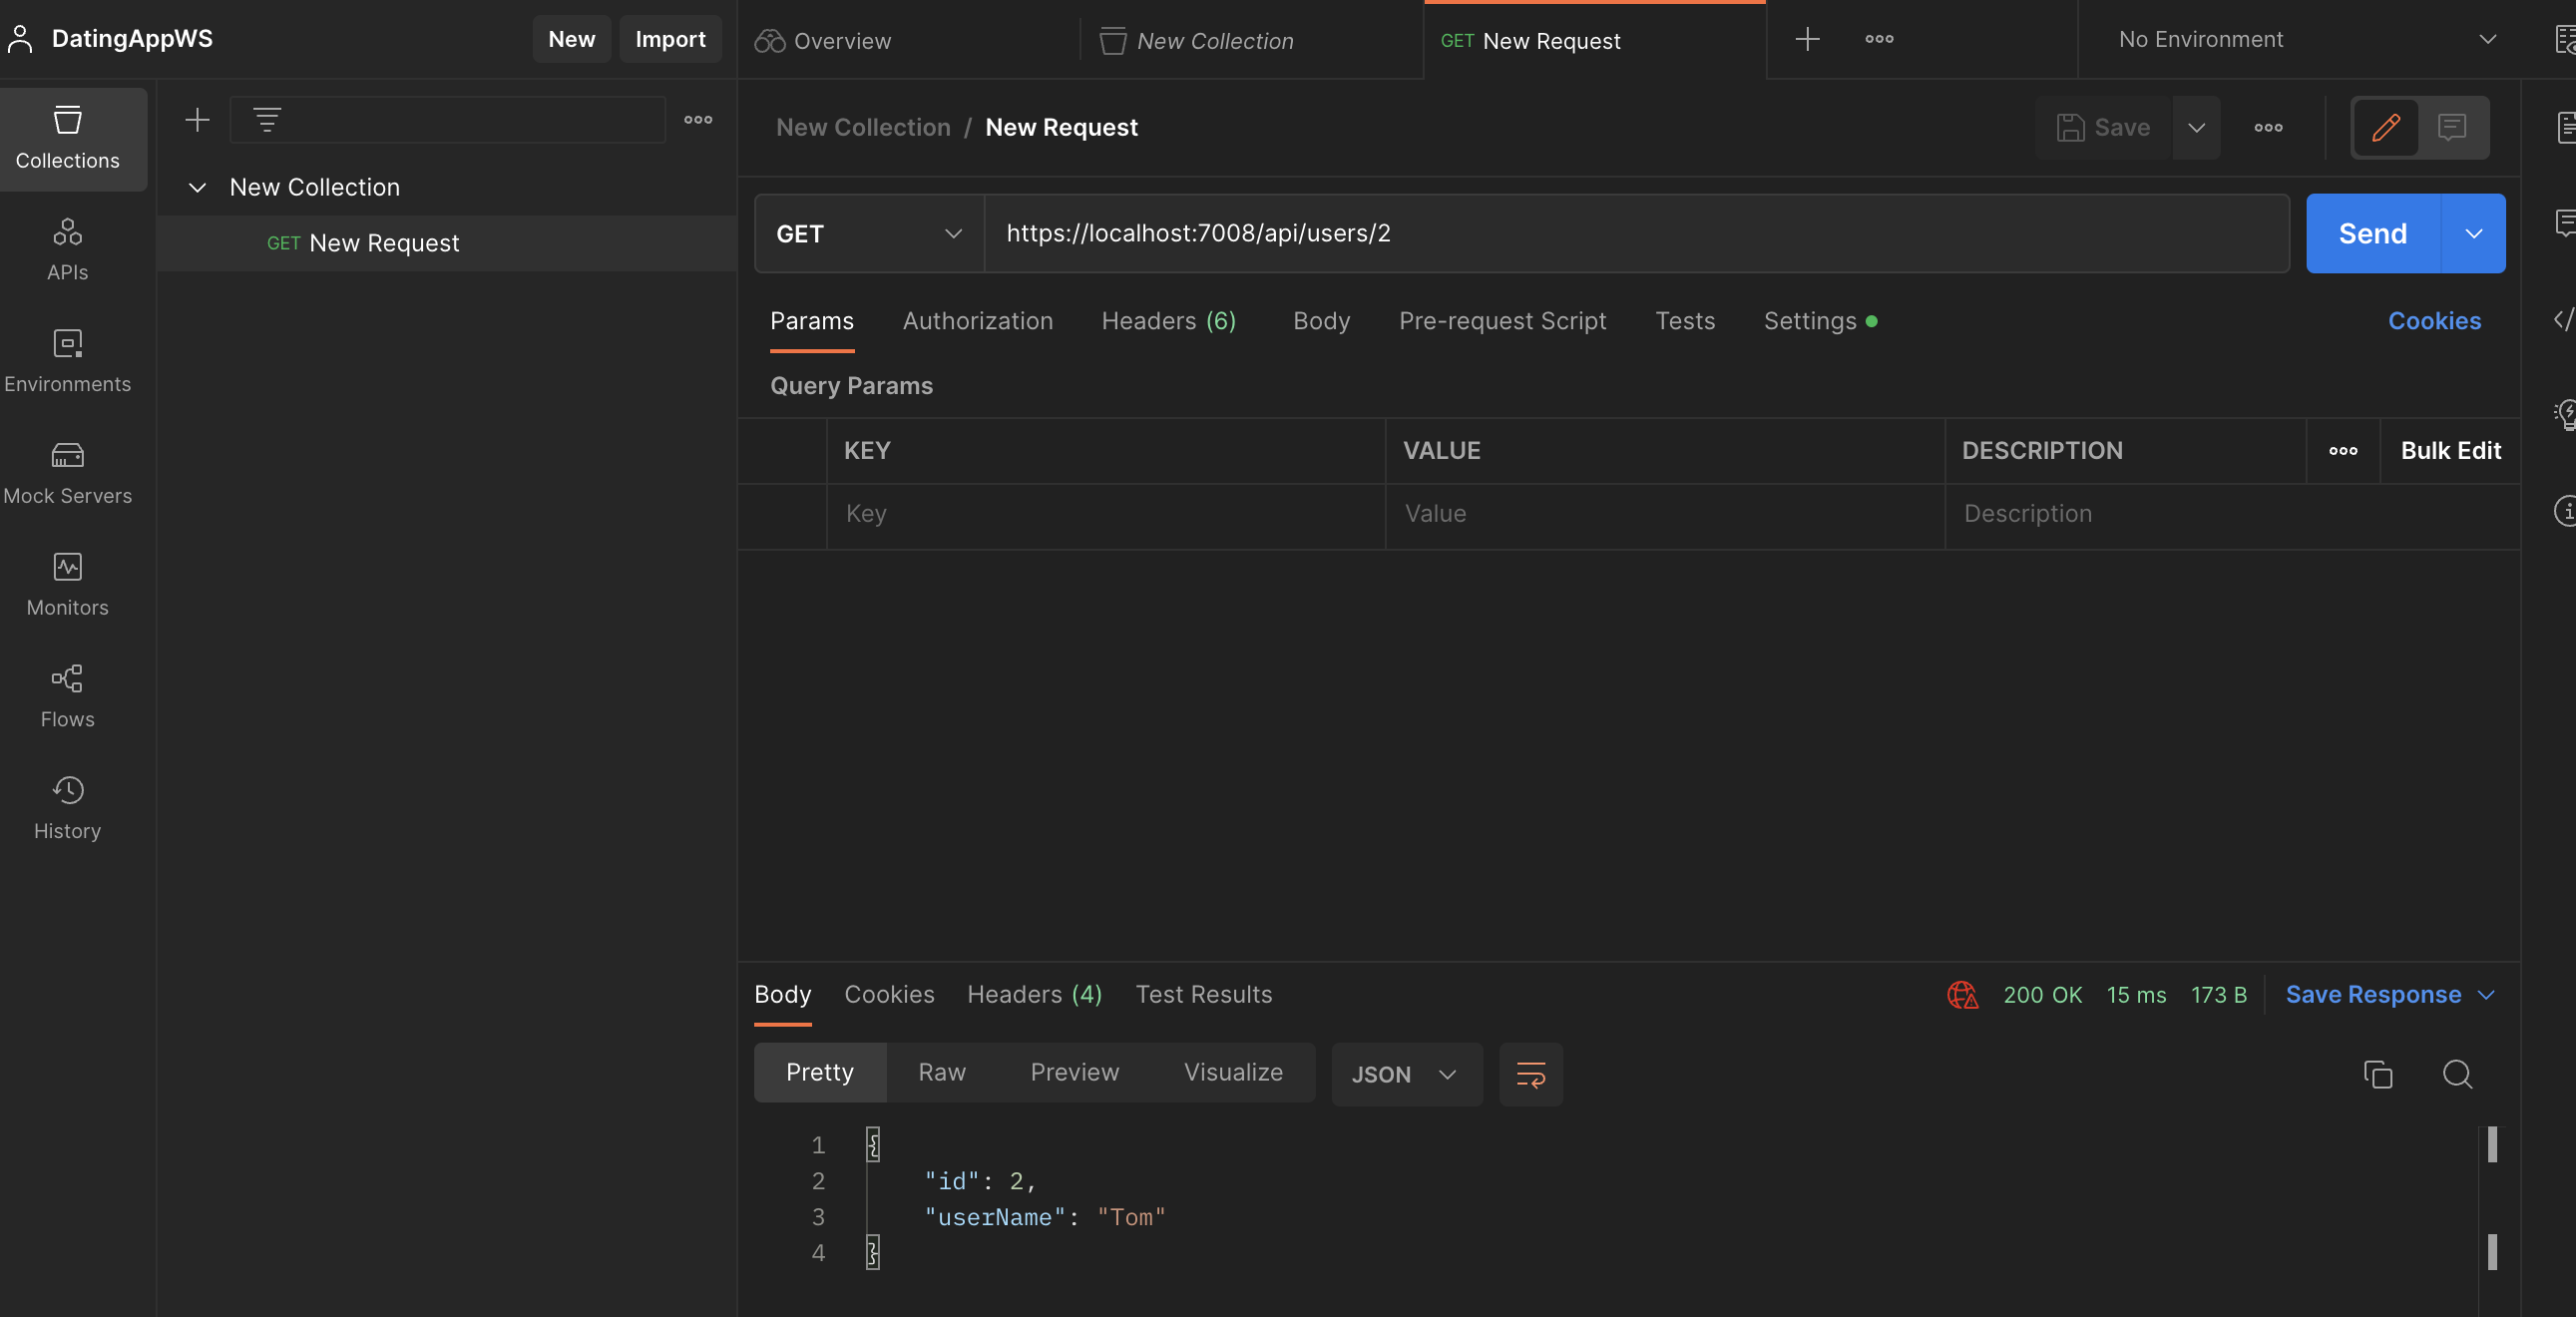 DatingAppWS
New
Import
Overview
New Collection
GET New Request
No Environment
Collections
APIs
Environments
Mock Servers
Monitors
Flows
History
New Collection
GET New Request
New Collection / New Request
Save
GET
https://localhost:7008/api/users/2
Send
Params
Authorization
Headers (6)
Body
Pre-request Script
Tests
Settings
Cookies
Query Params
KEY
VALUE
DESCRIPTION
Bulk Edit
Key
Value
Description
Body
Cookies
Headers (4)
Test Results
200 OK
15 ms
173 B
Save Response
Pretty
Raw
Preview
Visualize
JSON
1 {
2 "id": 2,
3 "userName": "Tom"
4 }